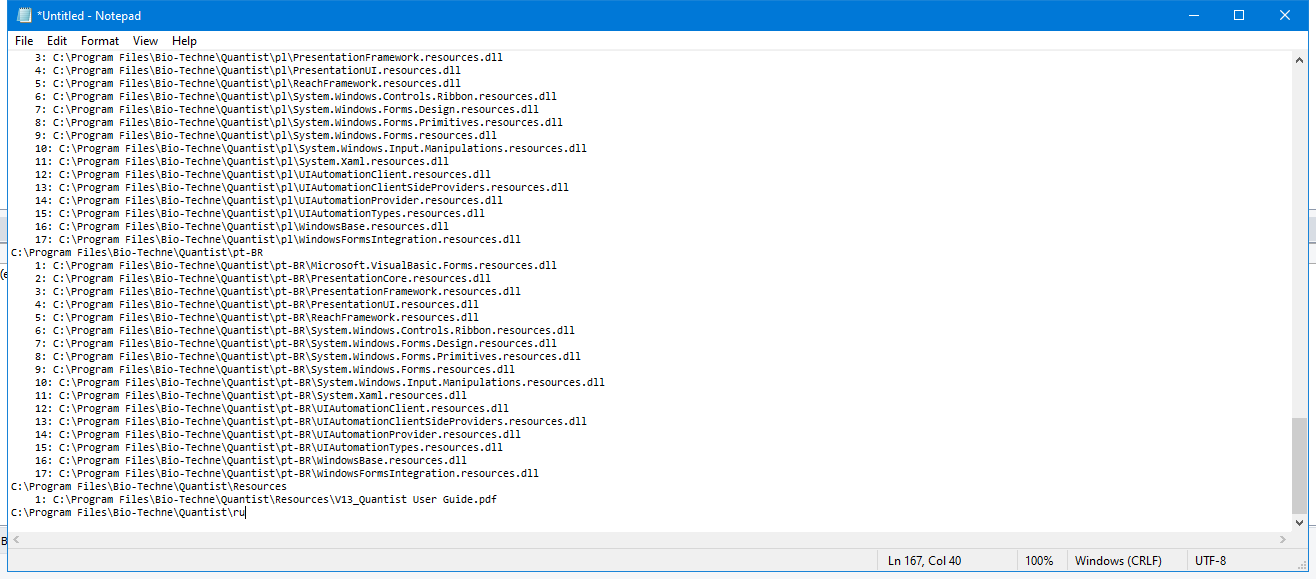 *Untitled - Notepad
File Edit Format View Help
3: C:\Program Files\Bio-Techne\Quantist\pl\PresentationFramework.resources.dll
4: C:\Program Files\Bio-Techne\Quantist\pl\PresentationUI.resources.dll
5: C:\Program Files\Bio-Techne\Quantist\pl\ReachFramework.resources.dll
6: C:\Program Files\Bio-Techne\Quantist\pl\System.Windows.Controls.Ribbon.resources.dll
7: C:\Program Files\Bio-Techne\Quantist\pl\System.Windows.Forms.Design.resources.dll
8: C:\Program Files\Bio-Techne\Quantist\pl\System.Windows.Forms.Primitives.resources.dll
9: C:\Program Files\Bio-Techne\Quantist\pl\System.Windows.Forms.resources.dll
10: C:\Program Files\Bio-Techne\Quantist\pl\System.Windows.Input.Manipulations.resources.dll
11: C:\Program Files\Bio-Techne\Quantist\pl\System.Xaml.resources.dll
12: C:\Program Files\Bio-Techne\Quantist\pl\UIAutomationClient.resources.dll
13: C:\Program Files\Bio-Techne\Quantist\pl\UIAutomationClientSideProviders.resources.dll
14: C:\Program Files\Bio-Techne\Quantist\pl\UIAutomationProvider.resources.dll
15: C:\Program Files\Bio-Techne\Quantist\pl\UIAutomationTypes.resources.dll
16: C:\Program Files\Bio-Techne\Quantist\pl\WindowsBase.resources.dll
17: C:\Program Files\Bio-Techne\Quantist\pl\WindowsFormsIntegration.resources.dll
C:\Program Files\Bio-Techne\Quantist\pt-BR
1: C:\Program Files\Bio-Techne\Quantist\pt-BR\Microsoft.VisualBasic.Forms.resources.dll
2: C:\Program Files\Bio-Techne\Quantist\pt-BR\PresentationCore.resources.dll
3: C:\Program Files\Bio-Techne\Quantist\pt-BR\PresentationFramework.resources.dll
4: C:\Program Files\Bio-Techne\Quantist\pt-BR\PresentationUI.resources.dll
5: C:\Program Files\Bio-Techne\Quantist\pt-BR\ReachFramework.resources.dll
6: C:\Program Files\Bio-Techne\Quantist\pt-BR\System.Windows.Controls.Ribbon.resources.dll
7: C:\Program Files\Bio-Techne\Quantist\pt-BR\System.Windows.Forms.Design.resources.dll
8: C:\Program Files\Bio-Techne\Quantist\pt-BR\System.Windows.Forms.Primitives.resources.dll
9: C:\Program Files\Bio-Techne\Quantist\pt-BR\System.Windows.Forms.resources.dll
10: C:\Program Files\Bio-Techne\Quantist\pt-BR\System.Windows.Input.Manipulations.resources.dll
11: C:\Program Files\Bio-Techne\Quantist\pt-BR\System.Xaml.resources.dll
12: C:\Program Files\Bio-Techne\Quantist\pt-BR\UIAutomationClient.resources.dll
13: C:\Program Files\Bio-Techne\Quantist\pt-BR\UIAutomationClientSideProviders.resources.dll
14: C:\Program Files\Bio-Techne\Quantist\pt-BR\UIAutomationProvider.resources.dll
15: C:\Program Files\Bio-Techne\Quantist\pt-BR\UIAutomationTypes.resources.dll
16: C:\Program Files\Bio-Techne\Quantist\pt-BR\WindowsBase.resources.dll
17: C:\Program Files\Bio-Techne\Quantist\pt-BR\WindowsFormsIntegration.resources.dll
C:\Program Files\Bio-Techne\Quantist\Resources
1: C:\Program Files\Bio-Techne\Quantist\Resources\V13_Quantist User Guide.pdf
C:\Program Files\Bio-Techne\Quantist\ru
Ln 167, Col 40 100% Windows (CRLF) UTF-8